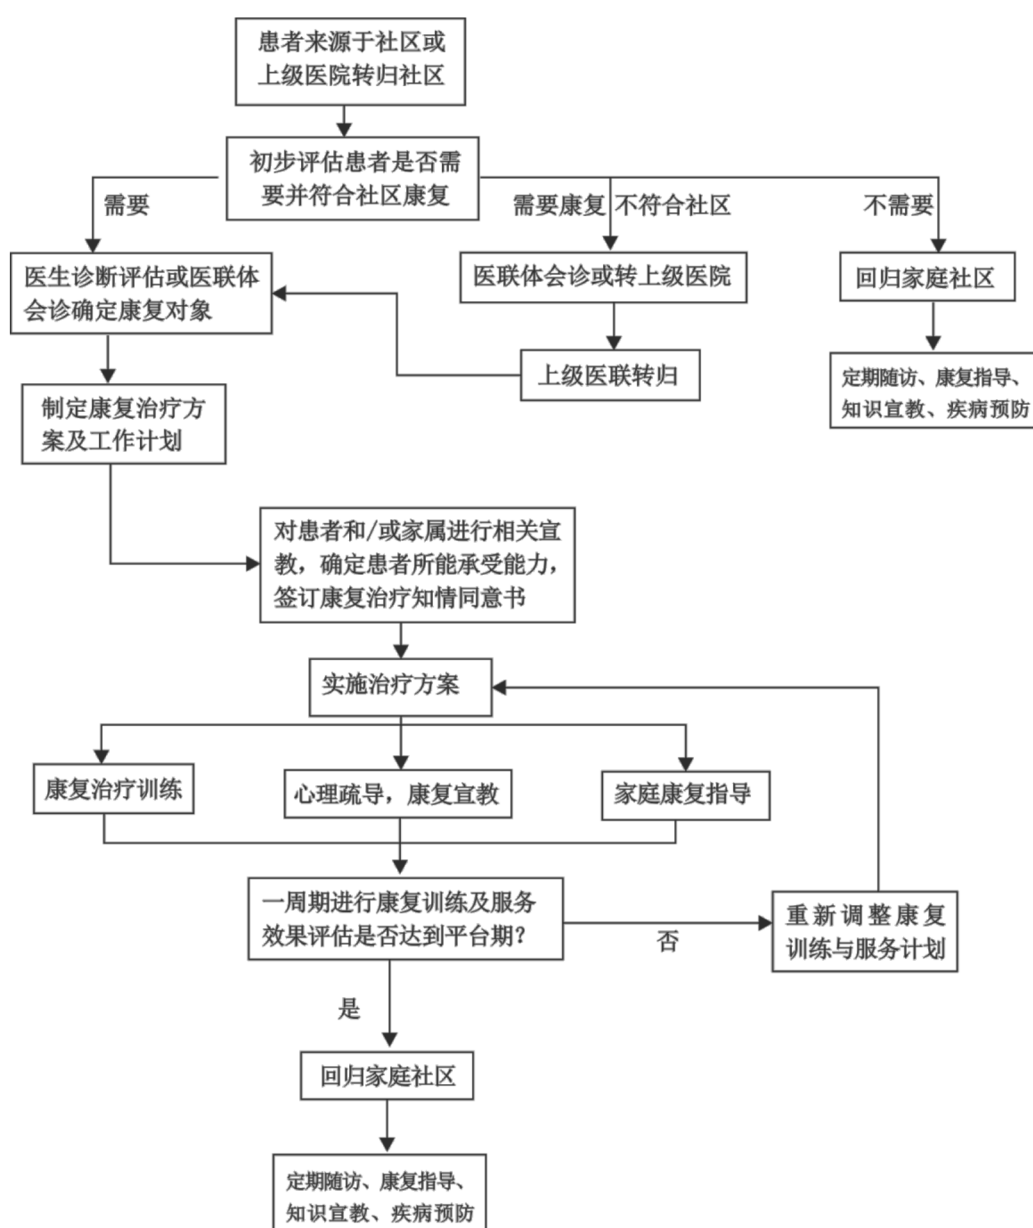 患者来源于社区或
上级医院转归社区
初步评估患者是否需
要并符合社区康复
需要
需要康复
不符合社区
不需要
医生诊断评估或医联体
会诊确定康复对象
医联体会诊或转上级医院
回归家庭社区
上级医联转归
定期随访、康复指导、
知识宣教、疾病预防
制定康复治疗方
案及工作计划
对患者和/或家属进行相关宣
教，确定患者所能承受能力，
签订康复治疗知情同意书
实施治疗方案
康复治疗训练
心理疏导，康复宣教
家庭康复指导
一周期进行康复训练及服务
效果评估是否达到平台期？
否
重新调整康复
训练与服务计划
是
回归家庭社区
定期随访、康复指导、
知识宣教、疾病预防